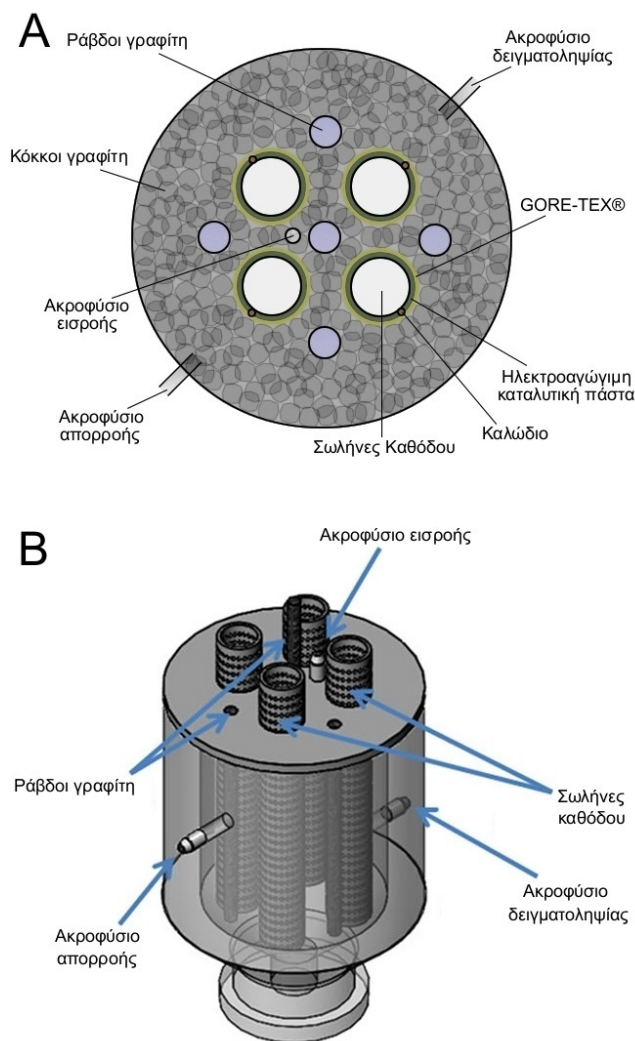 A
Ράβδοι γραφίτη
Ακροφύσιο
δειγματοληψίας
Κόκκοι γραφίτη
GORE-TEX®
Ακροφύσιο
εισροής
Ηλεκτροαγώγιμη
καταλυτική πάστα
Ακροφύσιο
απορροής
Σωλήνες Καθόδου
Καλώδιο
B
Ακροφύσιο εισροής
Ράβδοι γραφίτη
Σωλήνες
καθόδου
Ακροφύσιο
απορροής
Ακροφύσιο
δειγματοληψίας